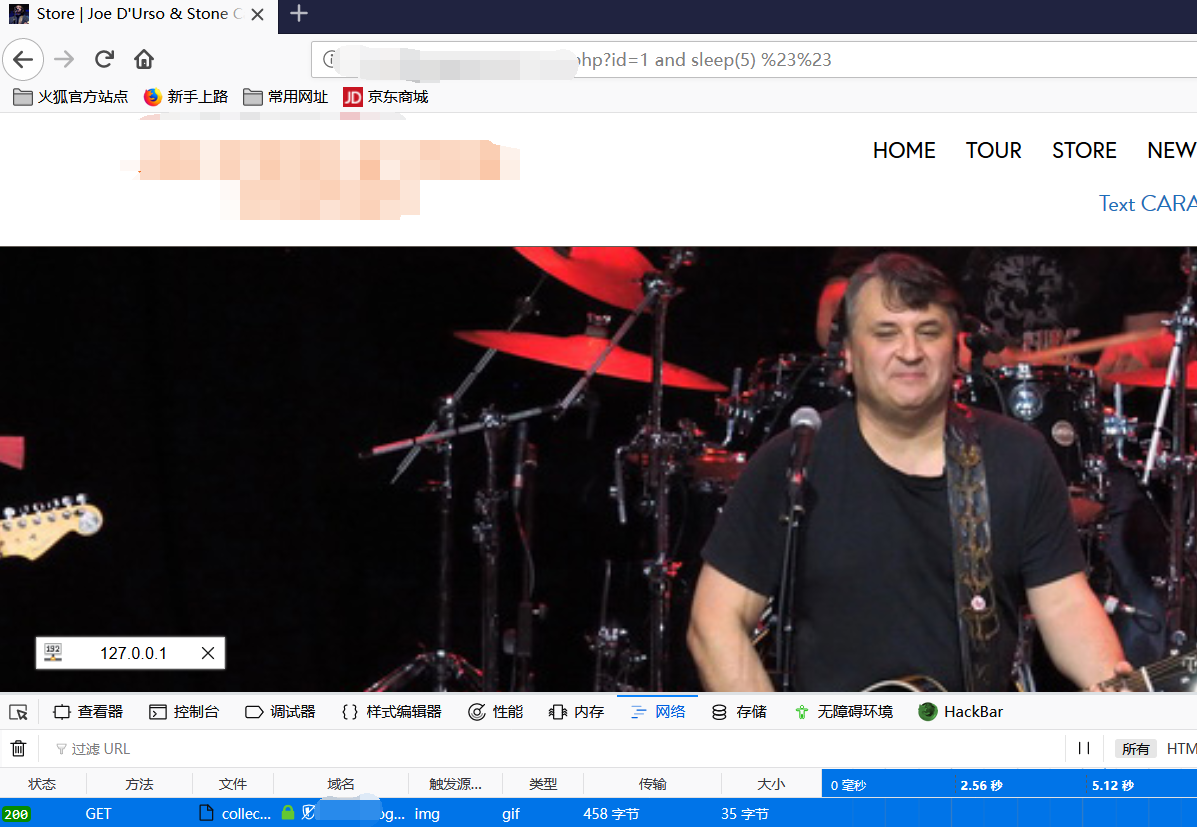 Store | Joe D'Urso & Stone C
hp?id=1 and sleep(5) %23%23
火狐官方站点 新手上路 常用网址 JD 京东商城
HOME TOUR STORE NEW
Text CARA
127.0.0.1
查看器 控制台 调试器 {} 样式编辑器 性能 内存 网络 存储 无障碍环境 HackBar
过滤 URL 所有 HTM
状态 方法 文件 域名 触发源... 类型 传输 大小 0 毫秒 2.56 秒 5.12 秒
200 GET collec... og... img gif 458 字节 35 字节